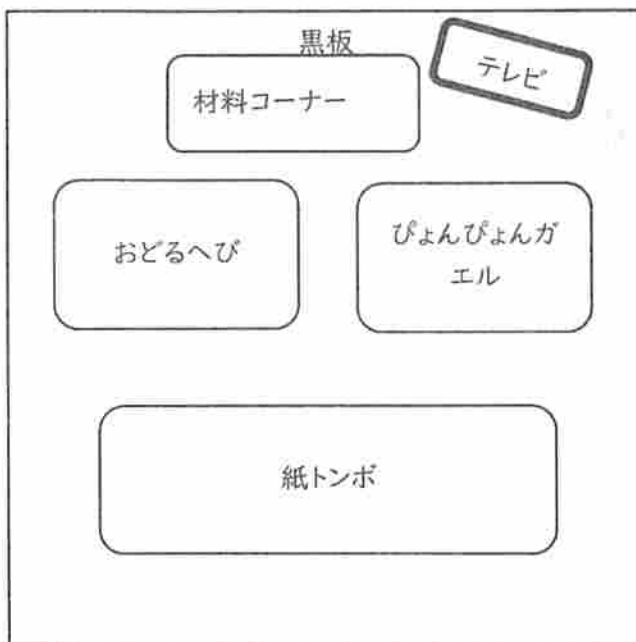 黒板
テレビ
材料コーナー
おどるへび
ぴょんぴょんガ
エル
紙トンボ